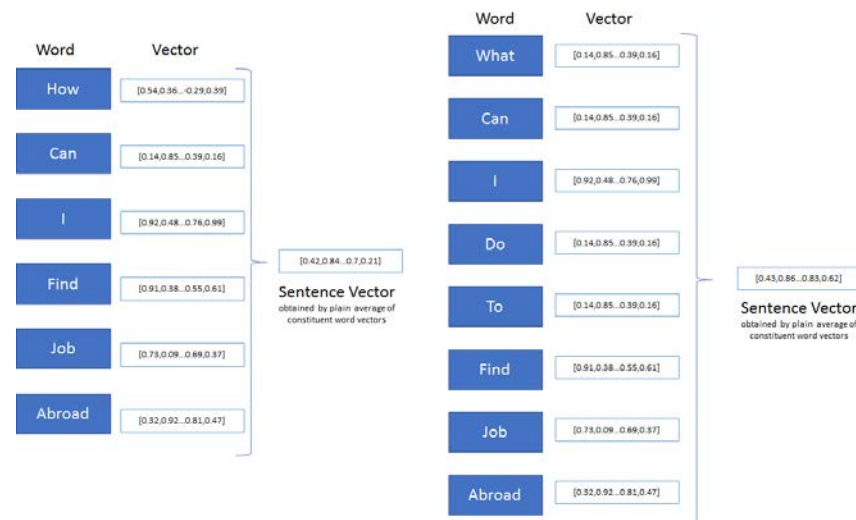 Word Vector
How [0.54,0.36...-0.29,0.39]
Can [0.14,0.85...0.39,0.16]
I [0.92,0.48...0.76,0.99]
Find [0.91,0.38...0.55,0.61]
Job [0.73,0.09...0.69,0.37]
Abroad [0.32,0.92...0.81,0.47]
[0.42,0.84...0.7,0.21]
Sentence Vector
obtained by plain average of
constituent word vectors
Word Vector
What [0.14,0.85...0.39,0.16]
Can [0.14,0.85...0.39,0.16]
I [0.92,0.48...0.76,0.99]
Do [0.14,0.85...0.39,0.16]
To [0.14,0.85...0.39,0.16]
Find [0.91,0.38...0.55,0.61]
Job [0.73,0.09...0.69,0.37]
Abroad [0.32,0.92...0.81,0.47]
[0.43,0.86...0.83,0.62]
Sentence Vector
obtained by plain average of
constituent word vectors